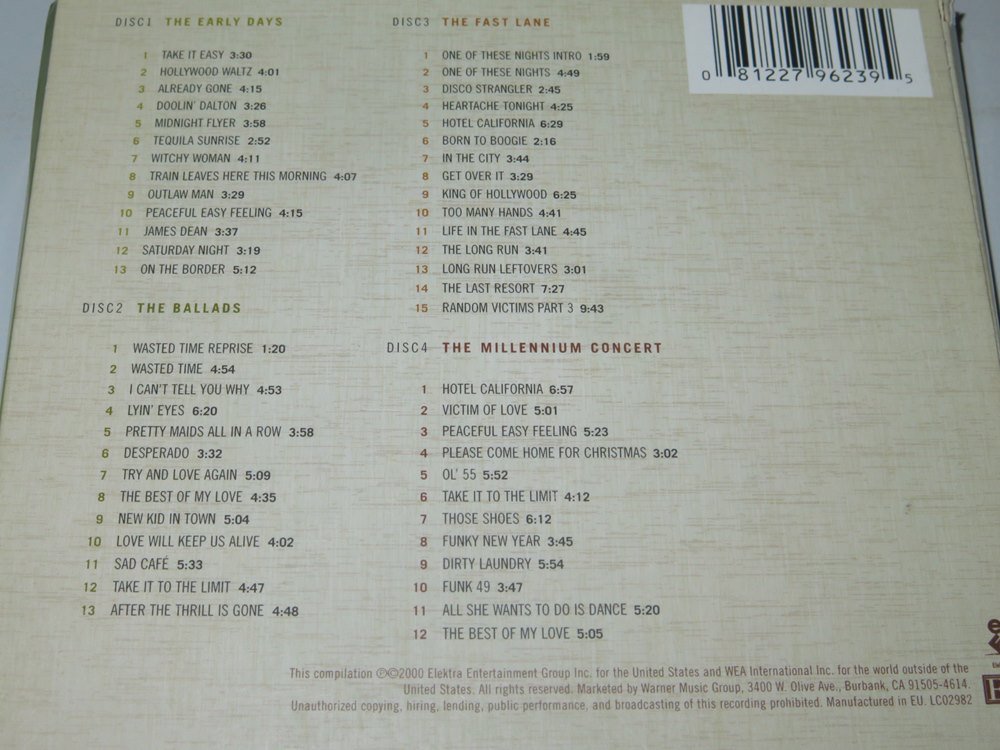 DISC1 THE EARLY DAYS
1 TAKE IT EASY 3:30
2 HOLLYWOOD WALTZ 4:01
3 ALREADY GONE 4:15
4 DOOLIN' DALTON 3:26
5 MIDNIGHT FLYER 3:58
6 TEQUILA SUNRISE 2:52
7 WITCHY WOMAN 4:11
8 TRAIN LEAVES HERE THIS MORNING 4:07
9 OUTLAW MAN 3:29
10 PEACEFUL EASY FEELING 4:15
11 JAMES DEAN 3:37
12 SATURDAY NIGHT 3:19
13 ON THE BORDER 5:12
DISC2 THE BALLADS
1 WASTED TIME REPRISE 1:20
2 WASTED TIME 4:54
3 I CAN'T TELL YOU WHY 4:53
4 LYIN' EYES 6:20
5 PRETTY MAIDS ALL IN A ROW 3:58
6 DESPERADO 3:32
7 TRY AND LOVE AGAIN 5:09
8 THE BEST OF MY LOVE 4:35
9 NEW KID IN TOWN 5:04
10 LOVE WILL KEEP US ALIVE 4:02
11 SAD CAFÉ 5:33
12 TAKE IT TO THE LIMIT 4:47
13 AFTER THE THRILL IS GONE 4:48
DISC3 THE FAST LANE
1 ONE OF THESE NIGHTS INTRO 1:59
2 ONE OF THESE NIGHTS 4:49
3 DISCO STRANGLER 2:45
4 HEARTACHE TONIGHT 4:25
5 HOTEL CALIFORNIA 6:29
6 BORN TO BOOGIE 2:16
7 IN THE CITY 3:44
8 GET OVER IT 3:29
9 KING OF HOLLYWOOD 6:25
10 TOO MANY HANDS 4:41
11 LIFE IN THE FAST LANE 4:45
12 THE LONG RUN 3:41
13 LONG RUN LEFTOVERS 3:01
14 THE LAST RESORT 7:27
15 RANDOM VICTIMS PART 3 9:43
DISC4 THE MILLENNIUM CONCERT
1 HOTEL CALIFORNIA 6:57
2 VICTIM OF LOVE 5:01
3 PEACEFUL EASY FEELING 5:23
4 PLEASE COME HOME FOR CHRISTMAS 3:02
5 OL' 55 5:52
6 TAKE IT TO THE LIMIT 4:12
7 THOSE SHOES 6:12
8 FUNKY NEW YEAR 3:45
9 DIRTY LAUNDRY 5:54
10 FUNK 49 3:47
11 ALL SHE WANTS TO DO IS DANCE 5:20
12 THE BEST OF MY LOVE 5:05
0 81227 96239 5
This compilation ℗©2000 Elektra Entertainment Group Inc. for the United States and WEA International Inc. for the world outside of the
United States. All rights reserved. Marketed by Warner Music Group, 3400 W. Olive Ave., Burbank, CA 91505-4614.
Unauthorized copying, hiring, lending, public performance, and broadcasting of this recording prohibited. Manufactured in EU. LC02982